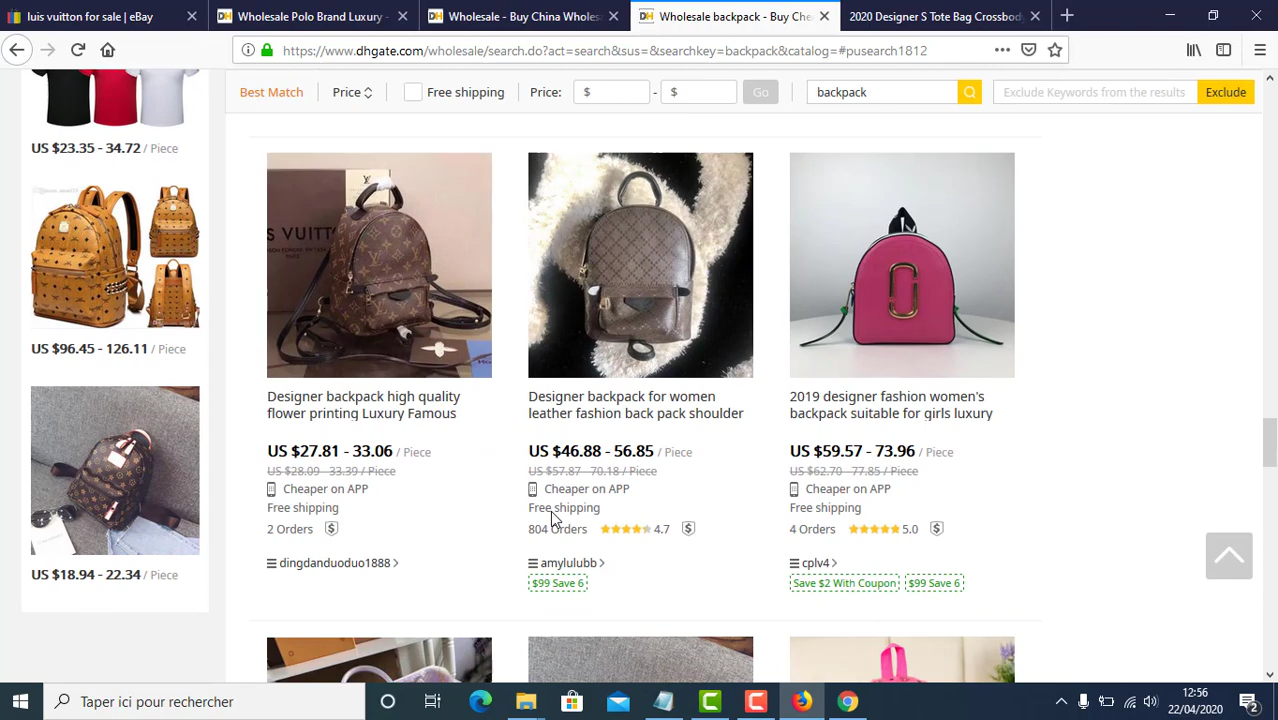 luis vuitton for sale | eBay
Wholesale Polo Brand Luxury -
Wholesale - Buy China Wholes
Wholesale backpack - Buy Che
2020 Designer S Tote Bag Crossbody
https://www.dhgate.com/wholesale/search.do?act=search&sus=&searchkey=backpack&catalog=#pusearch1812
Best Match
Price
Free shipping
Price:
$
-
$
Go
backpack
Exclude Keywords from the results
Exclude
US $23.35 - 34.72 / Piece
US $96.45 - 126.11 / Piece
US $18.94 - 22.34 / Piece
Designer backpack high quality
flower printing Luxury Famous
US $27.81 - 33.06 / Piece
US $28.09 - 33.39 / Piece
Cheaper on APP
Free shipping
2 Orders
dingdanduoduo1888
Designer backpack for women
leather fashion back pack shoulder
US $46.88 - 56.85 / Piece
US $57.87 - 70.18 / Piece
Cheaper on APP
Free shipping
804 Orders 4.7
amylulubb
$99 Save 6
2019 designer fashion women's
backpack suitable for girls luxury
US $59.57 - 73.96 / Piece
US $62.70 - 77.85 / Piece
Cheaper on APP
Free shipping
4 Orders 5.0
cplv4
Save $2 With Coupon $99 Save 6
Taper ici pour rechercher
12:56
22/04/2020
2